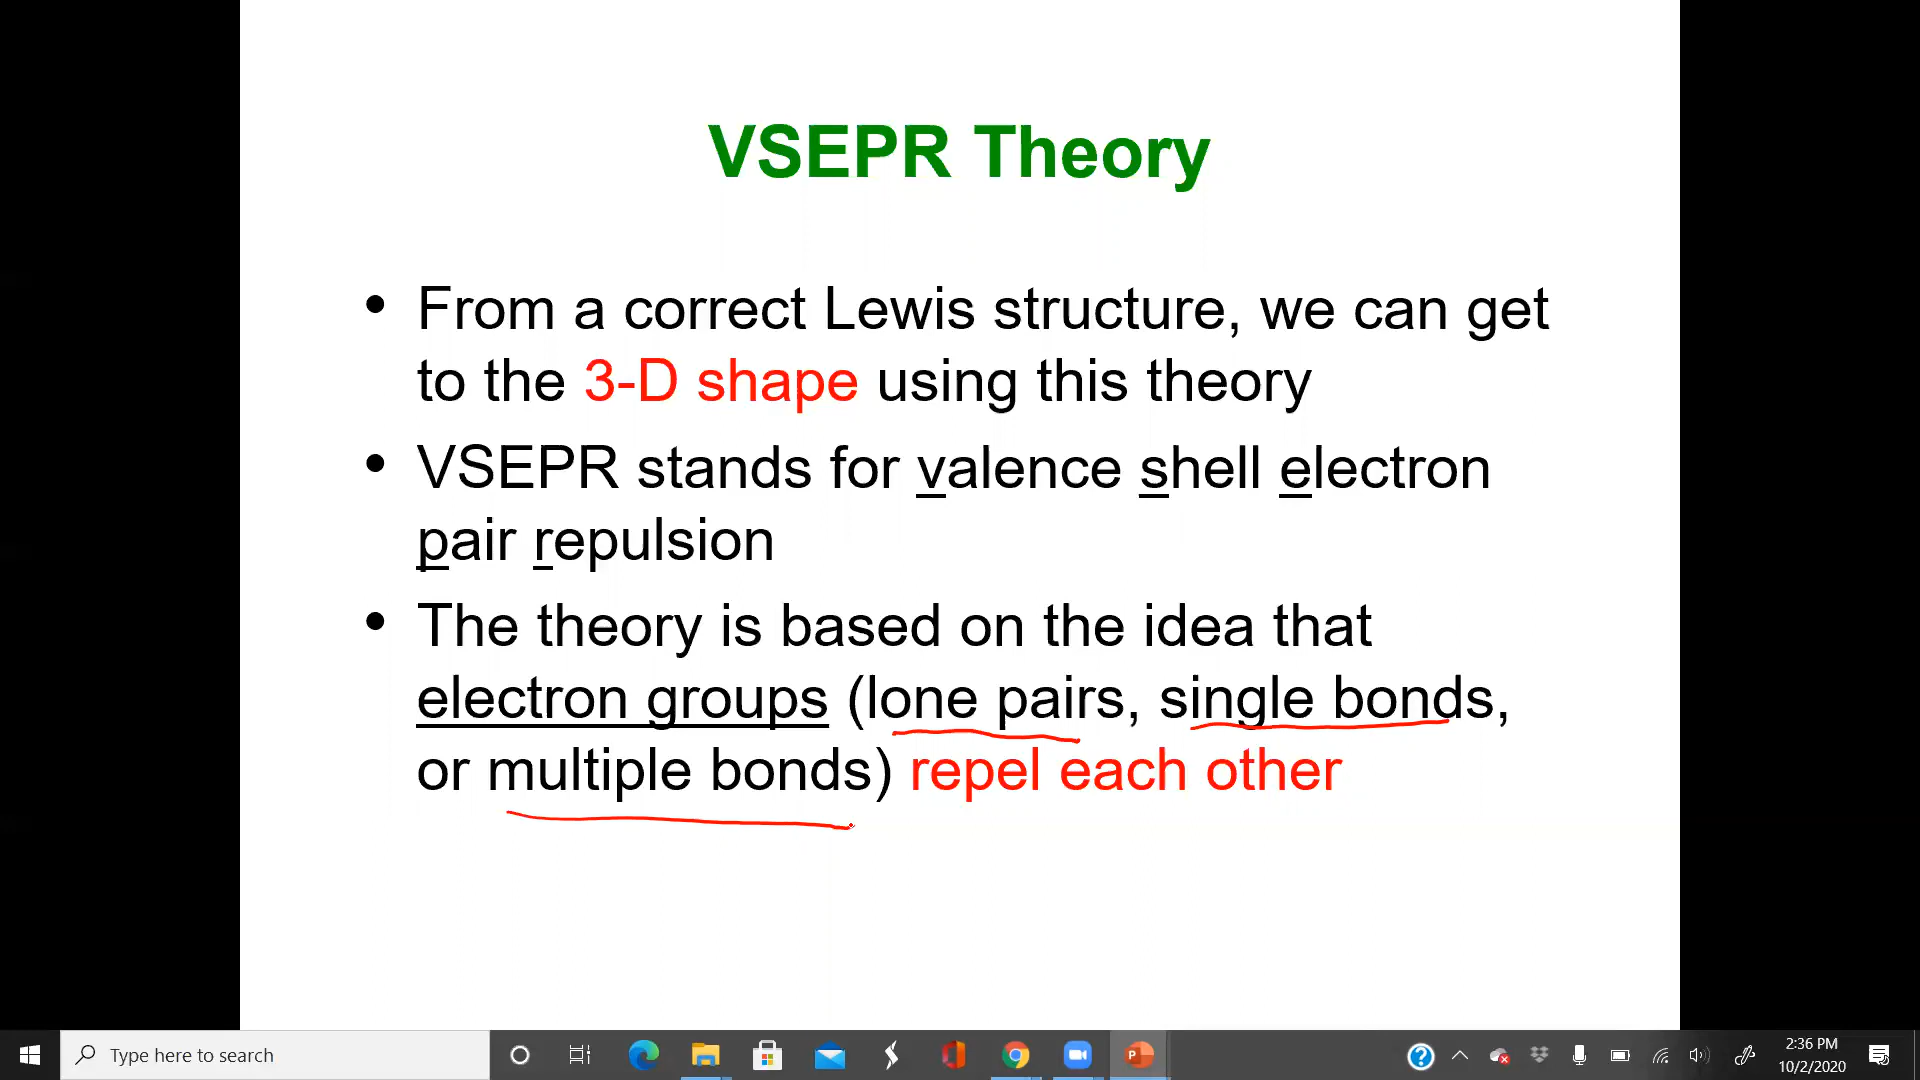 VSEPR Theory
• From a correct Lewis structure, we can get
to the 3-D shape using this theory
• VSEPR stands for valence shell electron
pair repulsion
• The theory is based on the idea that
electron groups (lone pairs, single bonds,
or multiple bonds) repel each other
Type here to search
2:36 PM
10/2/2020